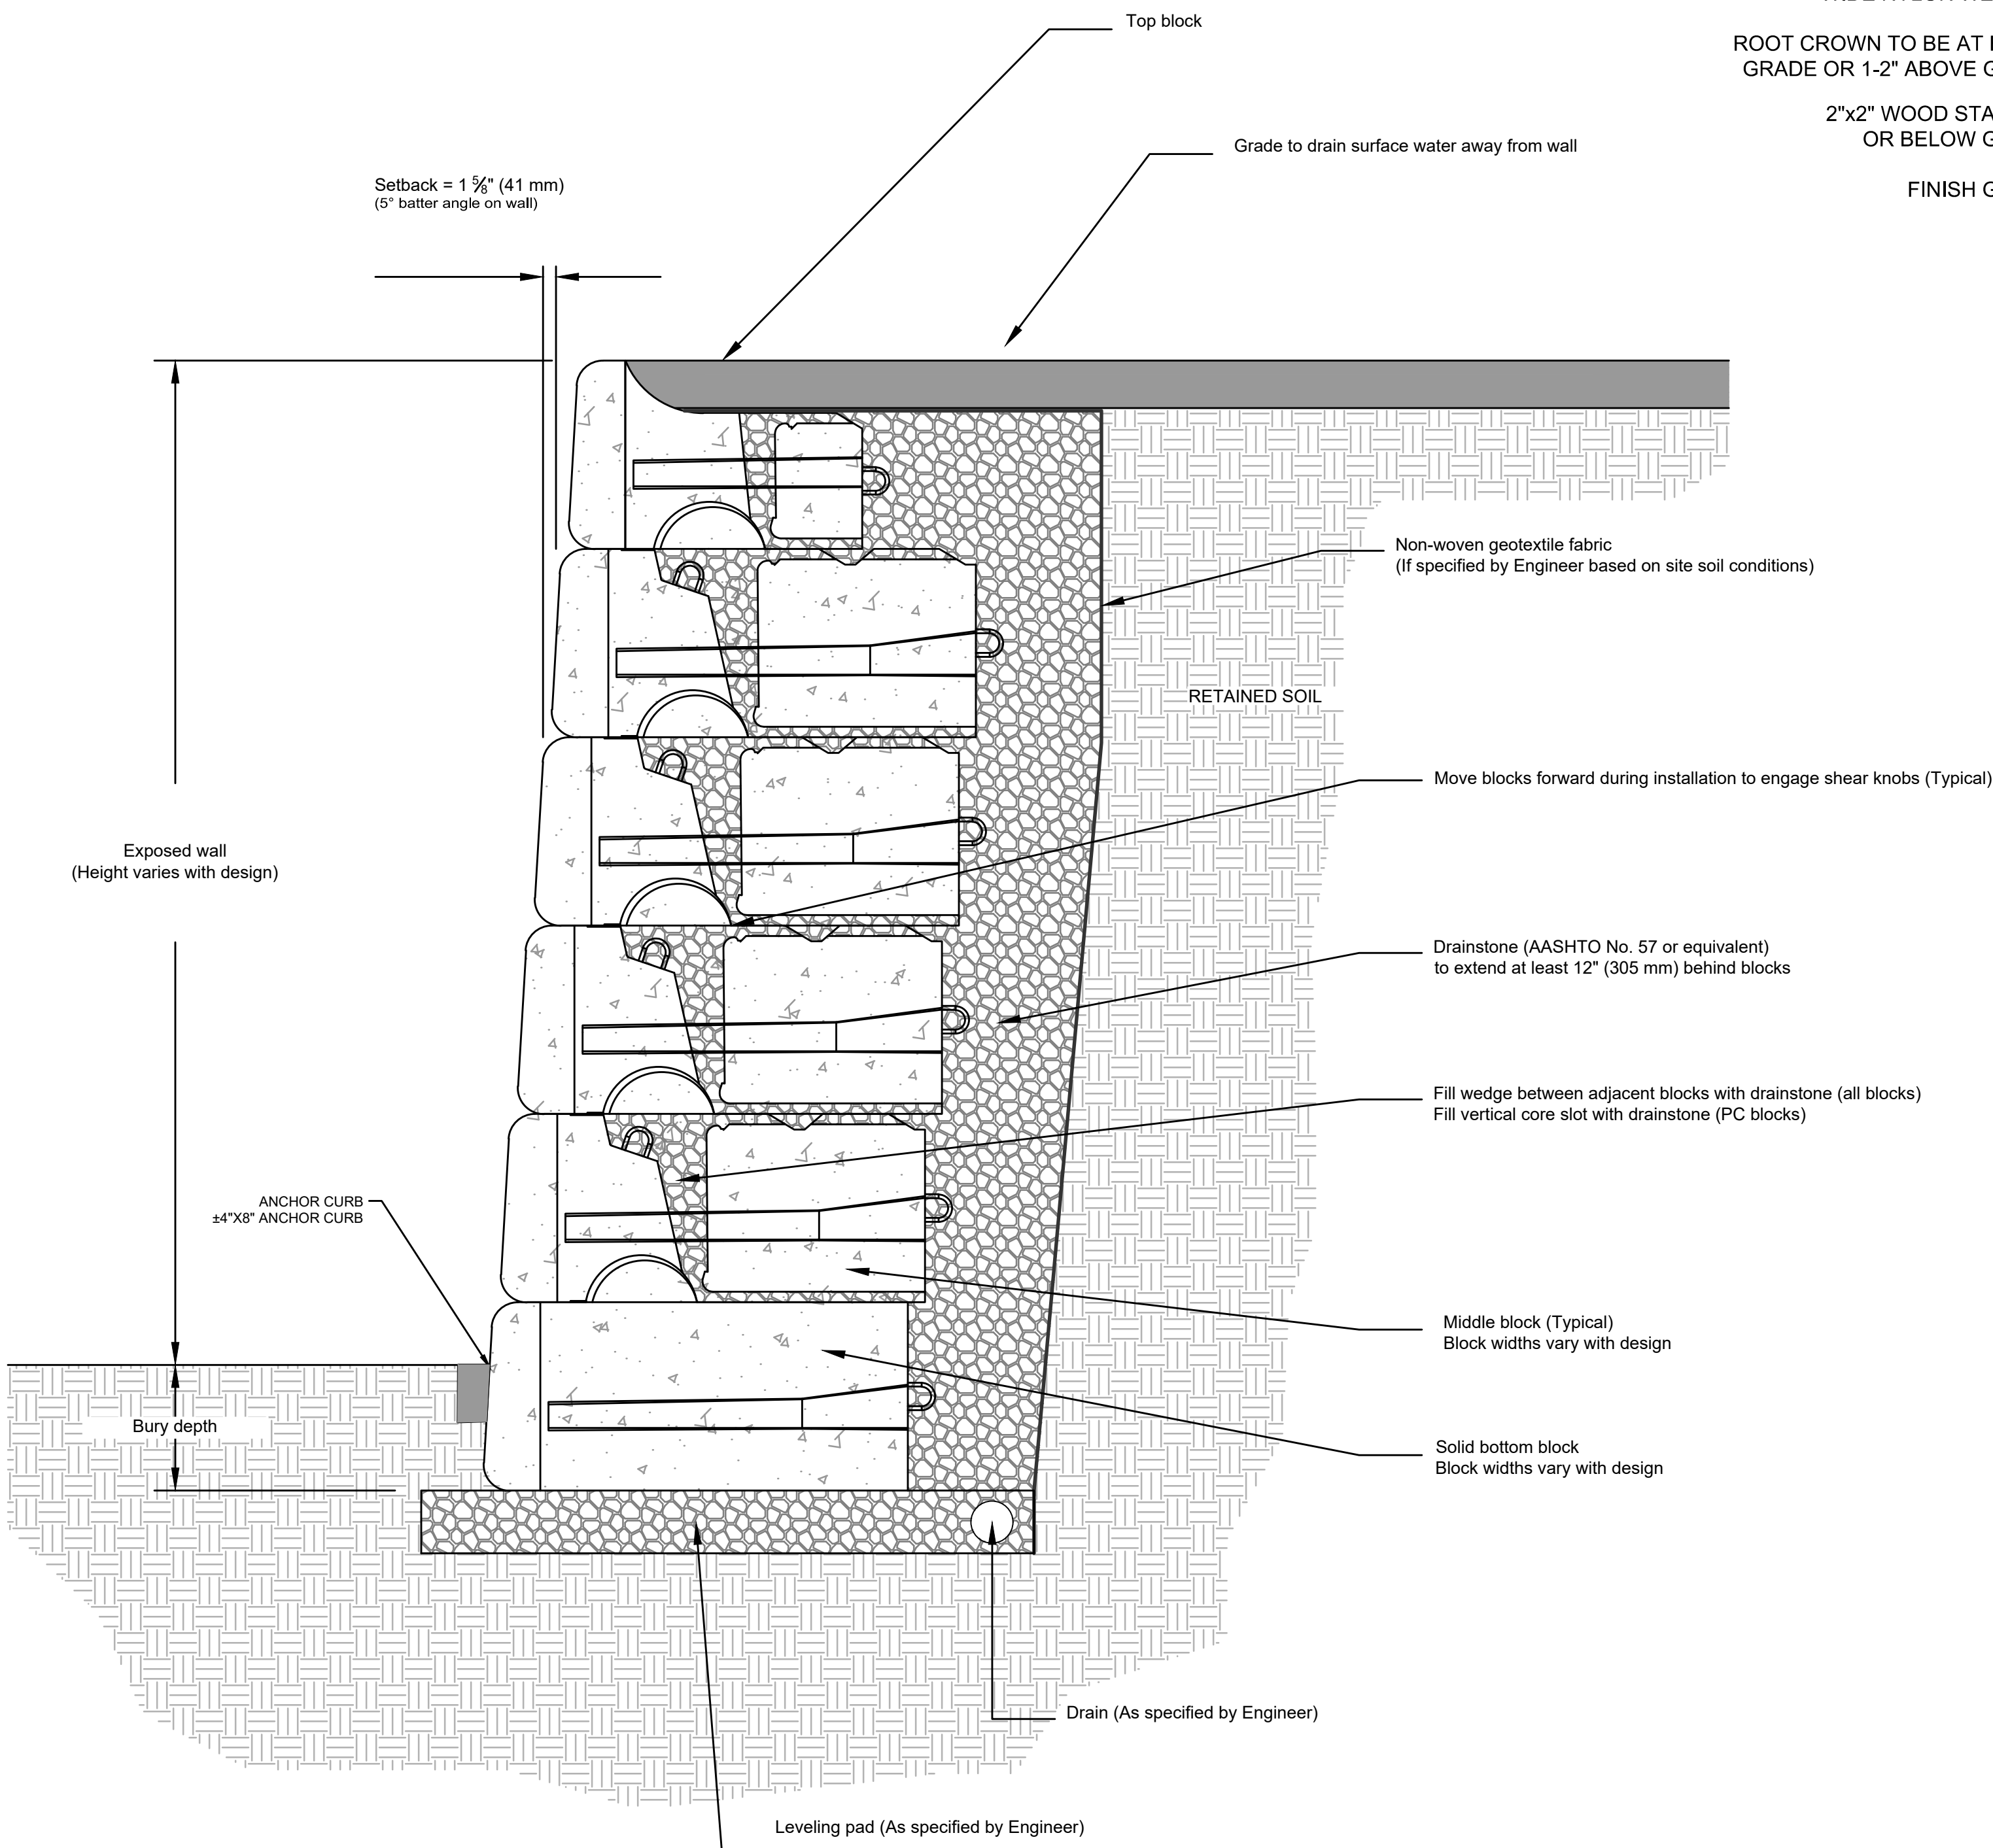 Top block
ROOT CROWN TO BE AT
GRADE OR 1-2" ABOVE
2"x2" WOOD
OR BELOW
FINISH
Grade to drain surface water away from wall
Setback = 1 ⅝" (41 mm)
(5° batter angle on wall)
Non-woven geotextile fabric
(If specified by Engineer based on site soil conditions)
RETAINED SOIL
Move blocks forward during installation to engage shear knobs (Typical)
Exposed wall
(Height varies with design)
Drainstone (AASHTO No. 57 or equivalent)
to extend at least 12" (305 mm) behind blocks
Fill wedge between adjacent blocks with drainstone (all blocks)
Fill vertical core slot with drainstone (PC blocks)
ANCHOR CURB
±4"X8" ANCHOR CURB
Middle block (Typical)
Block widths vary with design
Bury depth
Solid bottom block
Block widths vary with design
Drain (As specified by Engineer)
Leveling pad (As specified by Engineer)